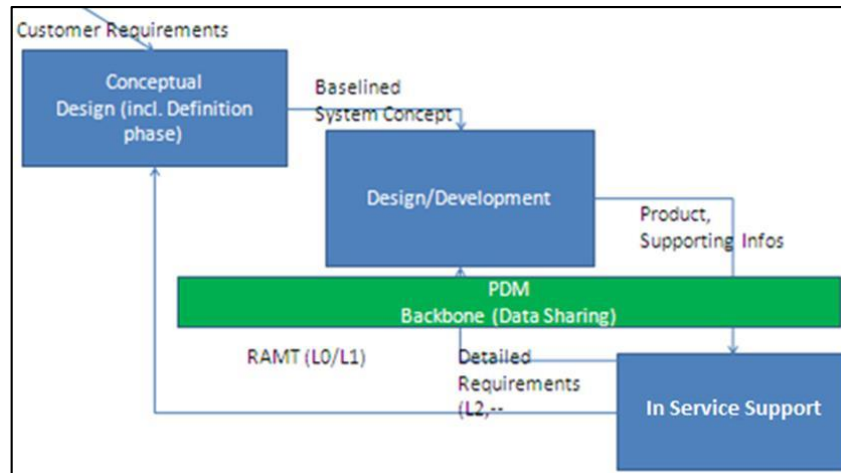 Customer Requirements
Conceptual
Design (incl. Definition
phase)
Baselined
System Concept
Design/Development
Product,
Supporting Infos
PDM
Backbone (Data Sharing)
RAMT (L0/L1)
Detailed
Requirements
(L2,--
In Service Support